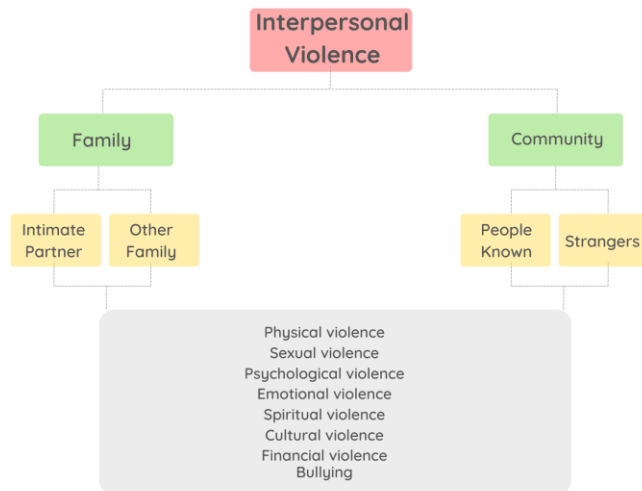 Interpersonal
Violence
Family
Community
Intimate
Partner
Other
Family
People
Known
Strangers
Physical violence
Sexual violence
Psychological violence
Emotional violence
Spiritual violence
Cultural violence
Financial violence
Bullying